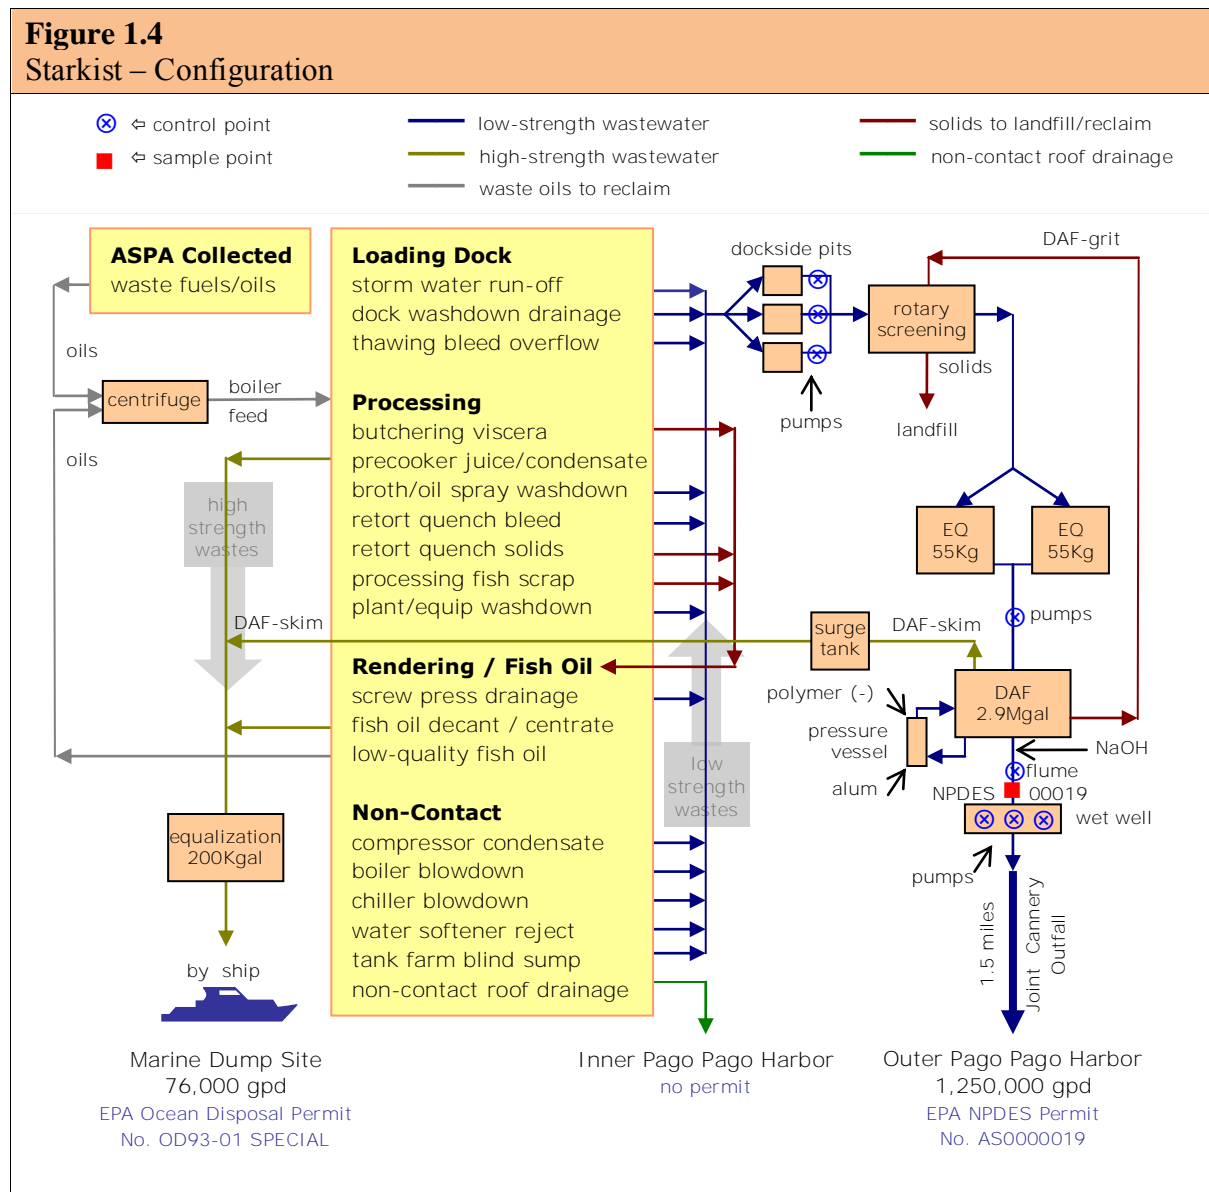 Figure 1.4
Starkist – Configuration
⇦ control point
⇦ sample point
low-strength wastewater
high-strength wastewater
waste oils to reclaim
solids to landfill/reclaim
non-contact roof drainage
ASPA Collected
waste fuels/oils
oils
centrifuge
boiler
feed
oils
high
strength
wastes
DAF-skim
equalization
200Kgal
by ship
Marine Dump Site
76,000 gpd
EPA Ocean Disposal Permit
No. OD93-01 SPECIAL
Loading Dock
storm water run-off
dock washdown drainage
thawing bleed overflow
Processing
butchering viscera
precooker juice/condensate
broth/oil spray washdown
retort quench bleed
retort quench solids
processing fish scrap
plant/equip washdown
Rendering / Fish Oil
screw press drainage
fish oil decant / centrate
low-quality fish oil
Non-Contact
compressor condensate
boiler blowdown
chiller blowdown
water softener reject
tank farm blind sump
non-contact roof drainage
low
strength
wastes
Inner Pago Pago Harbor
no permit
dockside pits
pumps
rotary
screening
DAF-grit
solids
landfill
EQ
55Kg
EQ
55Kg
pumps
surge
tank
DAF-skim
DAF
2.9Mgal
polymer (-)
pressure
vessel
alum
NaOH
flume
NPDES
00019
wet well
pumps
1.5 miles
Joint Cannery
Outfall
Outer Pago Pago Harbor
1,250,000 gpd
EPA NPDES Permit
No. AS0000019